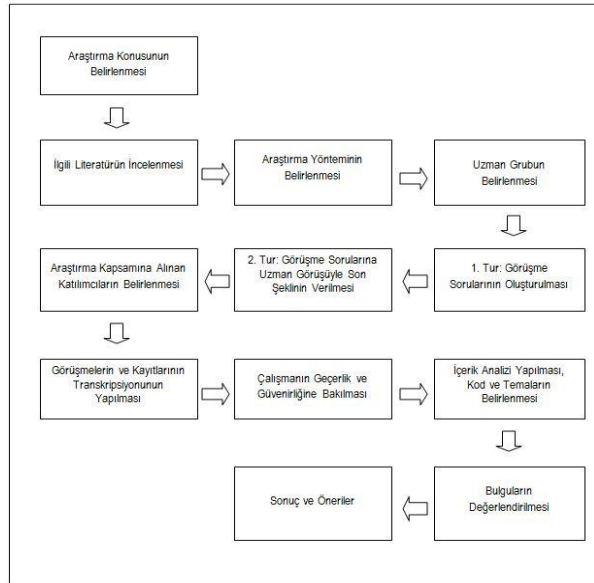 Araştırma Konusunun
Belirlenmesi
İlgili Literatürün İncelenmesi
Araştırma Yönteminin
Belirlenmesi
Uzman Grubun
Belirlenmesi
1. Tur: Görüşme
Sorularının Oluşturulması
2. Tur: Görüşme Sorularına
Uzman Görüşüyle Son
Şeklinin Verilmesi
Araştırma Kapsamına Alınan
Katılımcıların Belirlenmesi
Görüşmelerin ve Kayıtlarının
Transkripsiyonunun
Yapılması
Çalışmanın Geçerlik ve
Güvenirliğine Bakılması
İçerik Analizi Yapılması,
Kod ve Temaların
Belirlenmesi
Bulguların
Değerlendirilmesi
Sonuç ve Öneriler